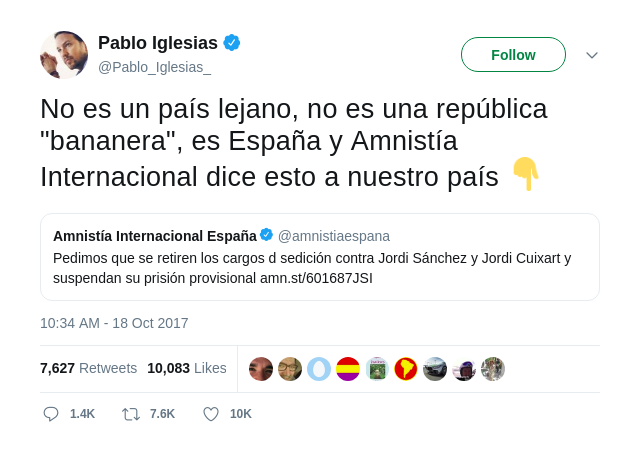 Pablo Iglesias
@Pablo_Iglesias_
Follow
No es un país lejano, no es una república
"bananera", es España y Amnistía
Internacional dice esto a nuestro país 👇
Amnistía Internacional España @amnistiaespana
Pedimos que se retiren los cargos d sedición contra Jordi Sánchez y Jordi Cuixart y
suspendan su prisión provisional amn.st/601687JSI
10:34 AM - 18 Oct 2017
7,627 Retweets 10,083 Likes
1.4K 7.6K 10K